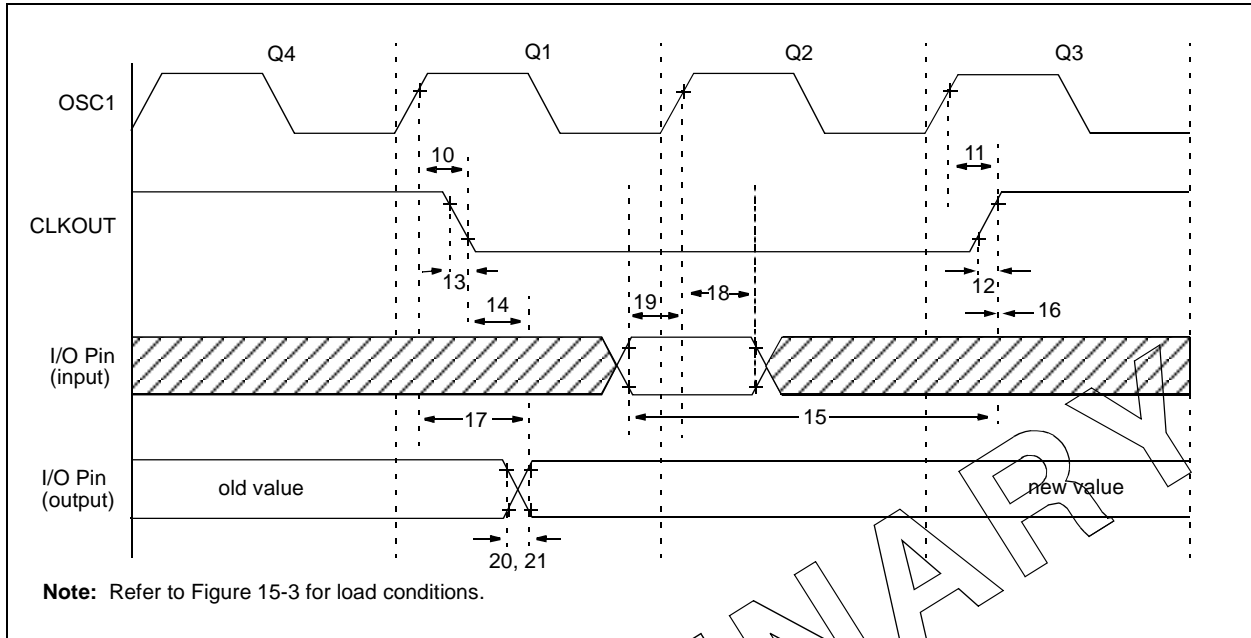 Q4 Q1 Q2 Q3
OSC1
10 11
CLKOUT
13 12
14 19 18 16
I/O Pin
(input)
17 15
I/O Pin
(output)
old value new value
20, 21
Note: Refer to Figure 15-3 for load conditions.
INARY